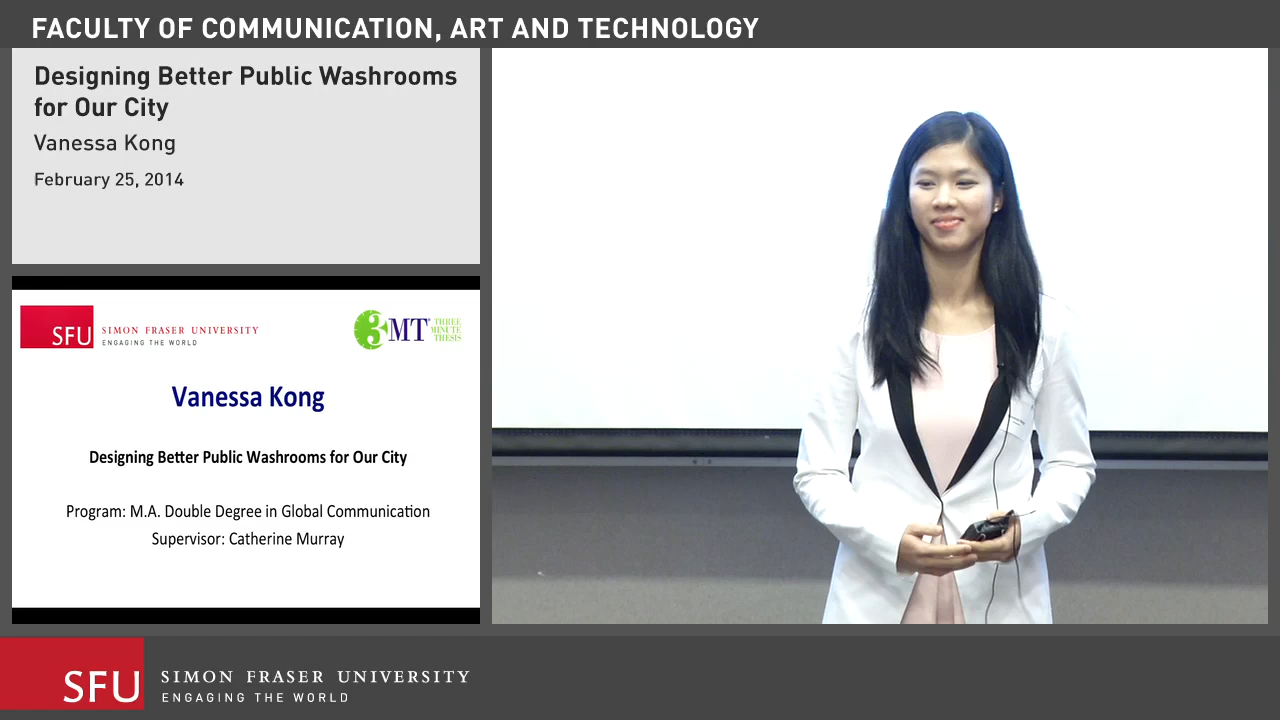 FACULTY OF COMMUNICATION, ART AND TECHNOLOGY
Designing Better Public Washrooms
for Our City
Vanessa Kong
February 25, 2014
SFU
SIMON FRASER UNIVERSITY
ENGAGING THE WORLD
3MT
THREE
MINUTE
THESIS
Vanessa Kong
Designing Better Public Washrooms for Our City
Program: M.A. Double Degree in Global Communication
Supervisor: Catherine Murray
SFU
SIMON FRASER UNIVERSITY
ENGAGING THE WORLD